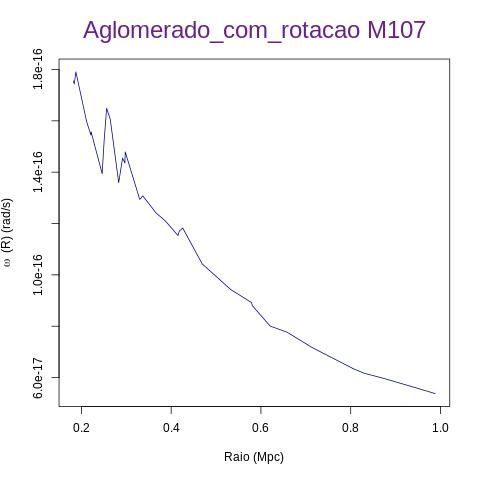 Aglomerado_com_rotacao M107
1.8e-16
1.4e-16
1.0e-16
6.0e-17
ω (R) (rad/s)
0.2 0.4 0.6 0.8 1.0
Raio (Mpc)